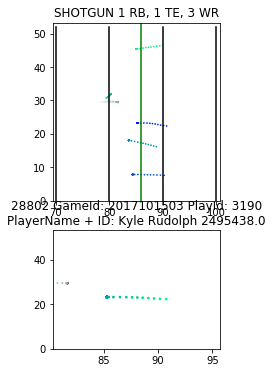 SHOTGUN 1 RB, 1 TE, 3 WR
50
40
30
20
10
0
70 80 90 100
28802 GameId: 2017101503 PlayId: 3190
PlayerName + ID: Kyle Rudolph 2495438.0
40
20
0
85 90 95